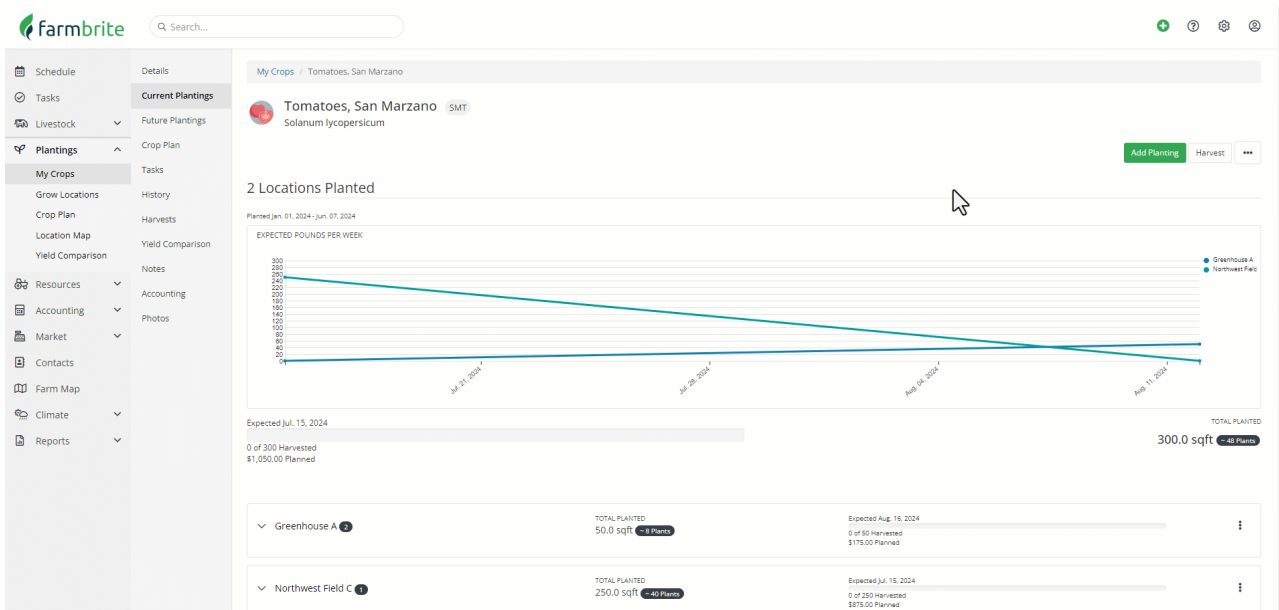 farmbrite
Search...
Schedule
Tasks
Livestock
Plantings
My Crops
Grow Locations
Crop Plan
Location Map
Yield Comparison
Resources
Accounting
Market
Contacts
Farm Map
Climate
Reports
Details
Current Plantings
Future Plantings
Crop Plan
Tasks
History
Harvests
Yield Comparison
Notes
Accounting
Photos
My Crops / Tomatoes, San Marzano
Tomatoes, San Marzano SMT
Solanum lycopersicum
Add Planting Harvest
2 Locations Planted
Planted Jan. 01, 2024 - Jun. 07, 2024
EXPECTED POUNDS PER WEEK
300
280
260
240
220
200
180
160
140
120
100
80
60
40
20
0
Jul. 21, 2024
Jul. 28, 2024
Aug. 04, 2024
Aug. 11, 2024
Greenhouse A
Northwest Field
Expected Jul. 15, 2024
0 of 300 Harvested
$1,050.00 Planned
TOTAL PLANTED
300.0 sqft ~ 48 Plants
Greenhouse A 2
TOTAL PLANTED
50.0 sqft ~ 8 Plants
Expected Aug. 16, 2024
0 of 50 Harvested
$175.00 Planned
Northwest Field C 1
TOTAL PLANTED
250.0 sqft ~ 40 Plants
Expected Jul. 15, 2024
0 of 250 Harvested
$875.00 Planned